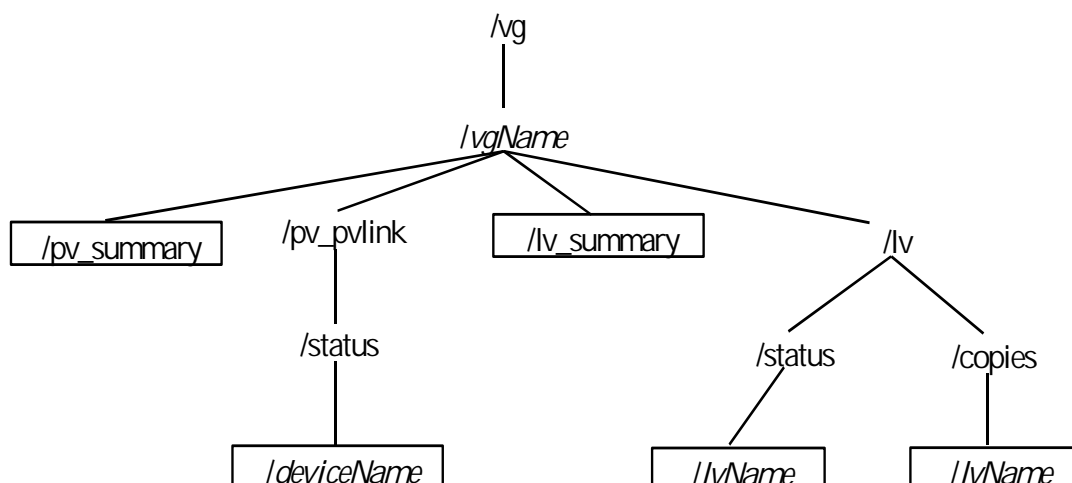 /vg
/vgName
/pv_summary
/pv_pvlink
/lv_summary
/lv
/status
/status
/copies
/deviceName
/lvName
/lvName